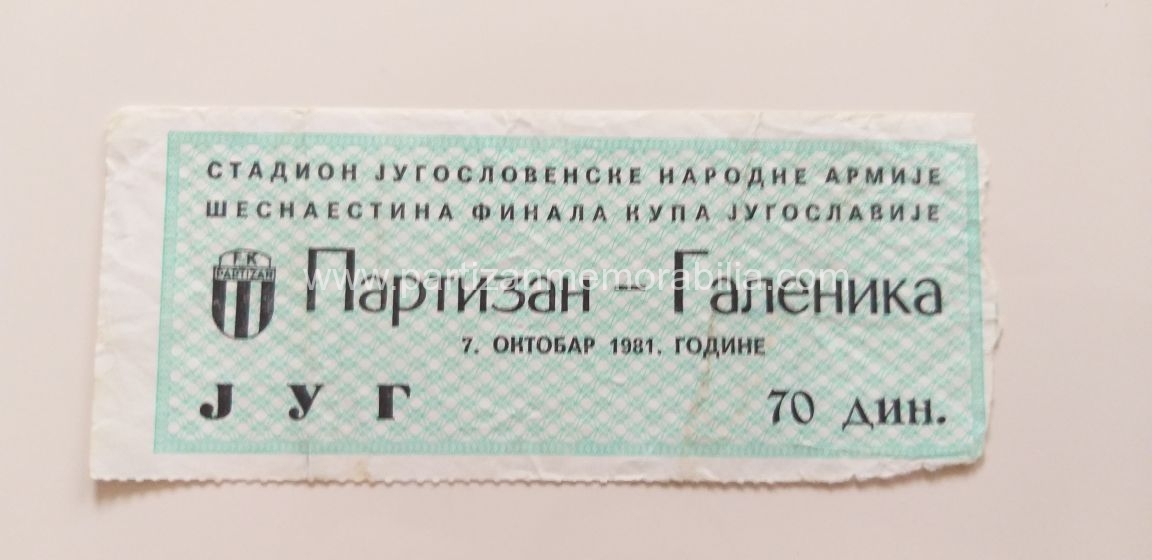 СТАДИОН ЈУГОСЛОВЕНСКЕ НАРОДНЕ АРМИЈЕ
ШЕСНАЕСТИНА ФИНАЛА КУПА ЈУГОСЛАВИЈЕ
F.K
PARTIZAN
Партизан – Галеника
www.partizanmemorabilia.com
7. ОКТОБАР 1981. ГОДИНЕ
ЈУГ
70 дин.